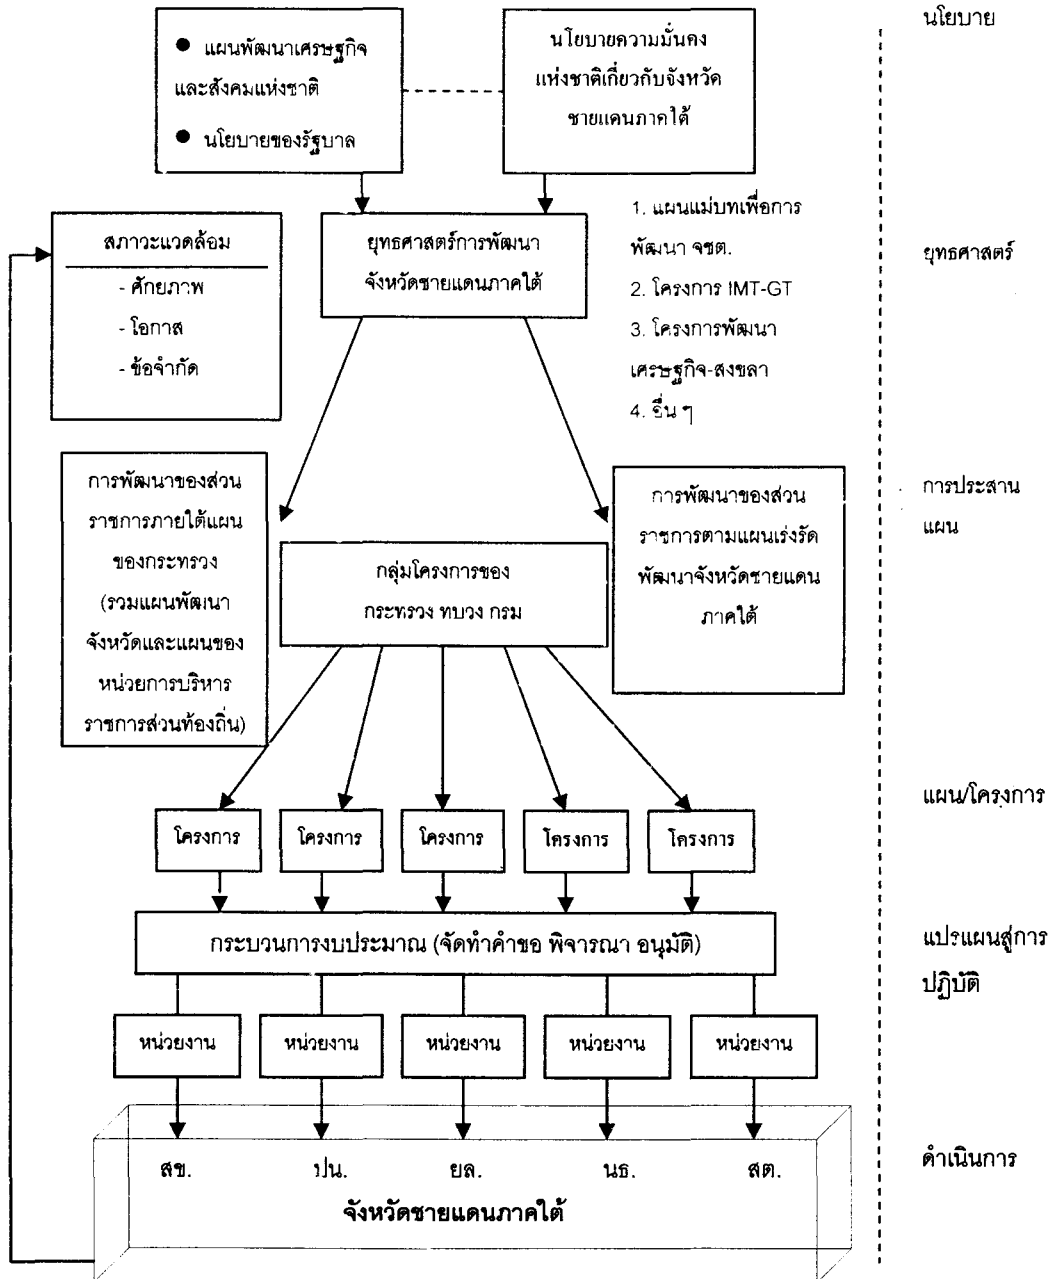 นโยบาย
● แผนพัฒนาเศรษฐกิจ
และสังคมแห่งชาติ
● นโยบายของรัฐบาล
นโยบายความมั่นคง
แห่งชาติเกี่ยวกับจังหวัด
ชายแดนภาคใต้
สภาวะแวดล้อม
- ศักยภาพ
- โอกาส
- ข้อจำกัด
ยุทธศาสตร์การพัฒนา
จังหวัดชายแดนภาคใต้
1. แผนแม่บทเพื่อการ
พัฒนา จชต.
2. โครงการ IMT-GT
3. โครงการพัฒนา
เศรษฐกิจ-สงขลา
4. อื่น ๆ
ยุทธศาสตร์
การพัฒนาของส่วน
ราชการภายใต้แผน
ของกระทรวง
(รวมแผนพัฒนา
จังหวัดและแผนของ
หน่วยการบริหาร
ราชการส่วนท้องถิ่น)
กลุ่มโครงการของ
กระทรวง ทบวง กรม
การพัฒนาของส่วน
ราชการตามแผนเร่งรัด
พัฒนาจังหวัดชายแดน
ภาคใต้
การประสาน
แผน
โครงการ
โครงการ
โครงการ
โครงการ
โครงการ
แผน/โครงการ
กระบวนการงบประมาณ (จัดทำคำขอ พิจารณา อนุมัติ)
แปรแผนสู่การ
ปฏิบัติ
หน่วยงาน
หน่วยงาน
หน่วยงาน
หน่วยงาน
หน่วยงาน
สข. ปน. ยล. นธ. สต.
จังหวัดชายแดนภาคใต้
ดำเนินการ